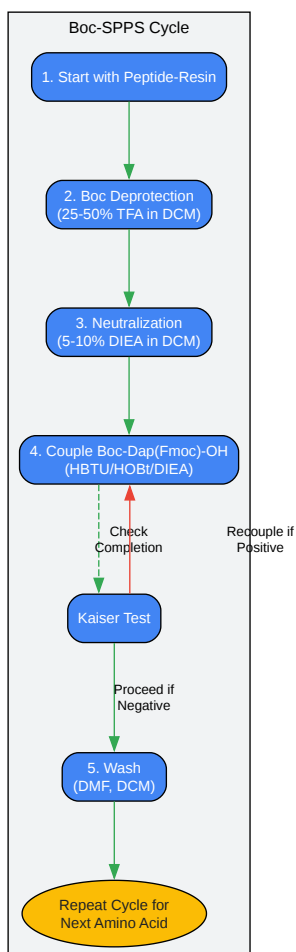 Boc-SPPS Cycle
1. Start with Peptide-Resin
2. Boc Deprotection
(25-50% TFA in DCM)
3. Neutralization
(5-10% DIEA in DCM)
4. Couple Boc-Dap(Fmoc)-OH
(HBTU/HOBt/DIEA)
Check
Completion
Recouple if
Positive
Kaiser Test
Proceed if
Negative
5. Wash
(DMF, DCM)
Repeat Cycle for
Next Amino Acid